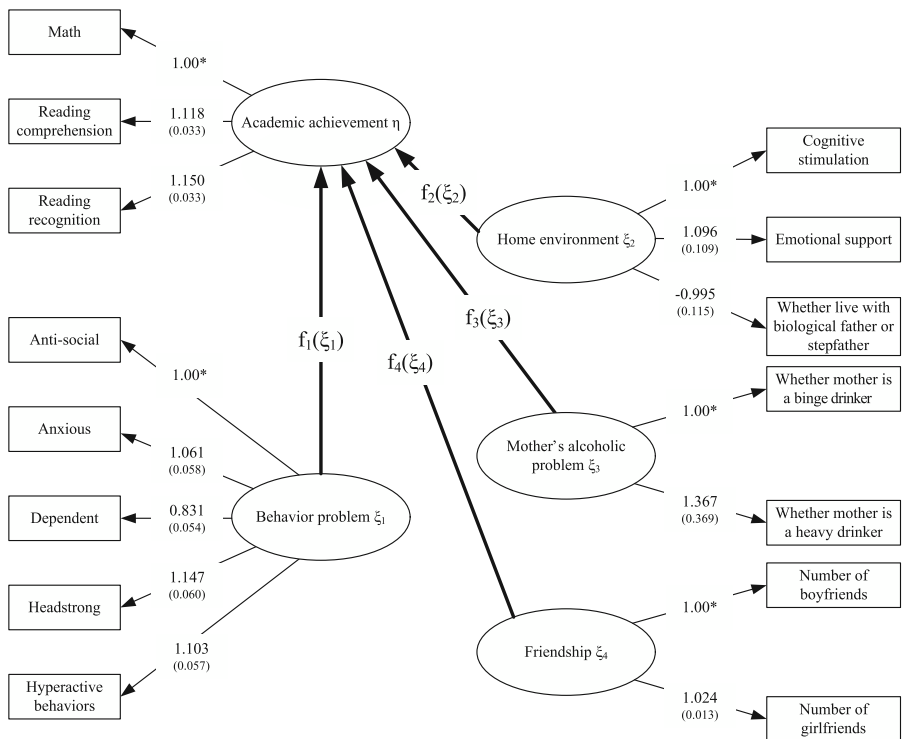 Math
1.00*
Reading
comprehension
1.118
(0.033)
Academic achievement η
Reading
recognition
1.150
(0.033)
f₂(ξ₂)
Cognitive
stimulation
1.00*
Home environment ξ₂
1.096
(0.109)
Emotional support
-0.995
(0.115)
Whether live with
biological father or
stepfather
f₁(ξ₁)
f₃(ξ₃)
f₄(ξ₄)
Anti-social
1.00*
Anxious
1.061
(0.058)
Dependent
0.831
(0.054)
Behavior problem ξ₁
Headstrong
1.147
(0.060)
Hyperactive
behaviors
1.103
(0.057)
Whether mother is
a binge drinker
1.00*
Mother's alcoholic
problem ξ₃
1.367
(0.369)
Whether mother is
a heavy drinker
Number of
boyfriends
1.00*
Friendship ξ₄
1.024
(0.013)
Number of
girlfriends